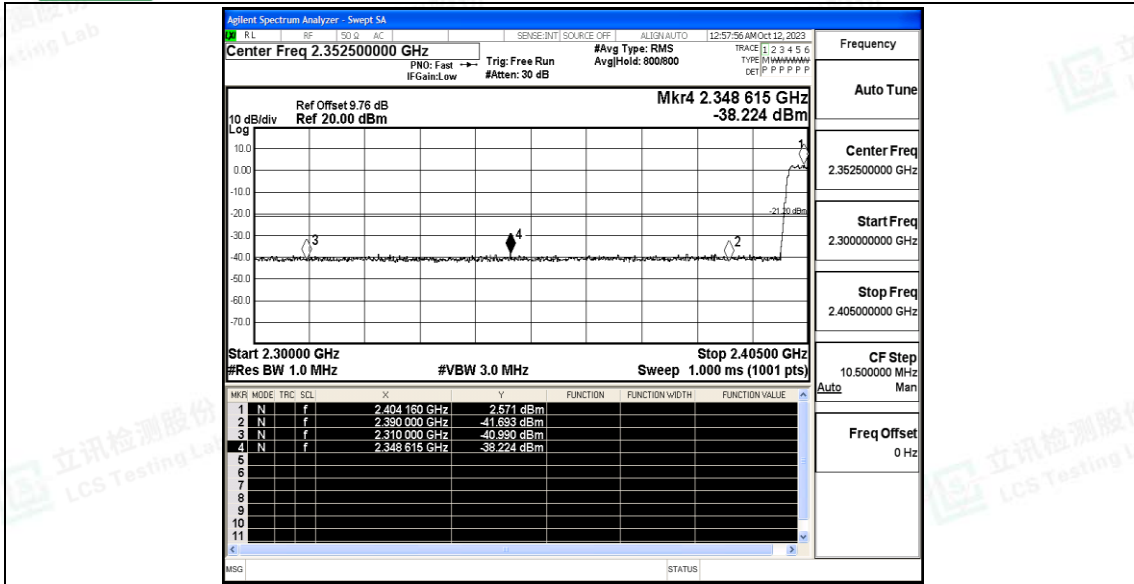 Agilent Spectrum Analyzer - Swept SA
LXI RL RF 50 Ω AC SENSE:INT SOURCE OFF ALIGN AUTO 12:57:56 AM Oct 12, 2023
Center Freq 2.352500000 GHz
PNO: Fast
IFGain:Low
Trig: Free Run
#Atten: 30 dB
#Avg Type: RMS
Avg|Hold: 800/800
TRACE 1 2 3 4 5 6
TYPE M WWWWW
DET P P P P P P
Ref Offset 9.76 dB
Ref 20.00 dBm
Mkr4 2.348 615 GHz
-38.224 dBm
10 dB/div
Log
10.0
0.00
-10.0
-20.0
-30.0
-40.0
-50.0
-60.0
-70.0
1
-21.20 dBm
3
4
2
Start 2.30000 GHz
Stop 2.40500 GHz
#Res BW 1.0 MHz
#VBW 3.0 MHz
Sweep 1.000 ms (1001 pts)
MKR MODE TRC SCL X Y FUNCTION FUNCTION WIDTH FUNCTION VALUE
1 N f 2.404 160 GHz 2.571 dBm
2 N f 2.390 000 GHz -41.693 dBm
3 N f 2.310 000 GHz -40.990 dBm
4 N f 2.348 615 GHz -38.224 dBm
5
6
7
8
9
10
11
MSG
STATUS
Frequency
Auto Tune
Center Freq
2.352500000 GHz
Start Freq
2.300000000 GHz
Stop Freq
2.405000000 GHz
CF Step
10.500000 MHz
Auto Man
Freq Offset
0 Hz
立讯检测股份
LCS Testing Lab
立讯检测股份
LCS Testing L